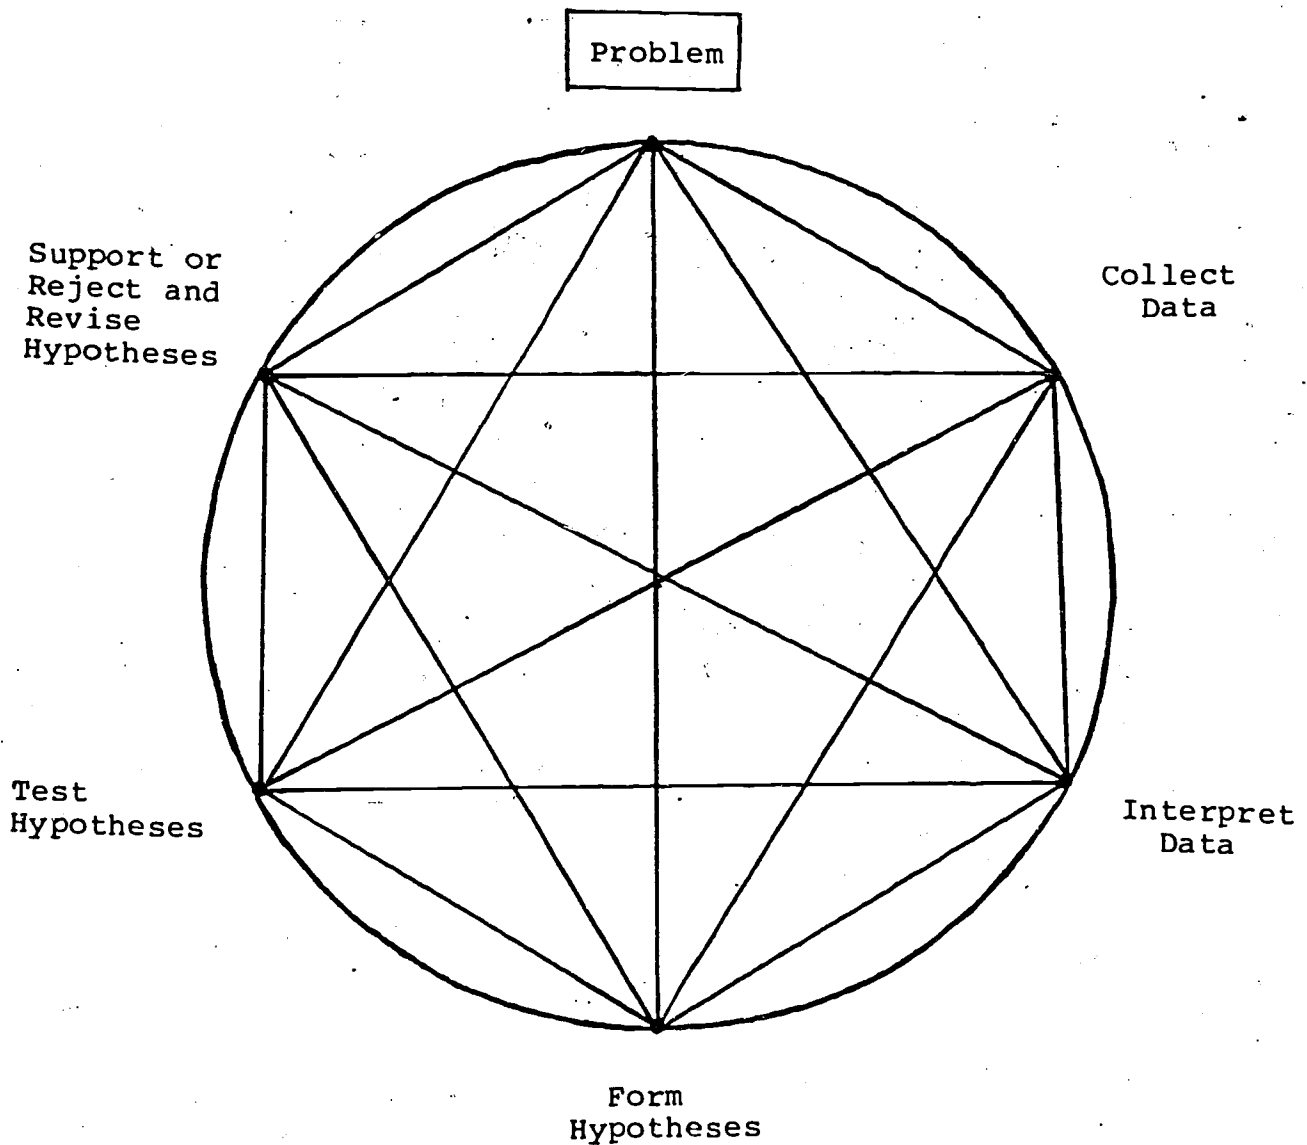 Problem
Support or
Reject and
Revise
Hypotheses
Collect
Data
Test
Hypotheses
Interpret
Data
Form
Hypotheses